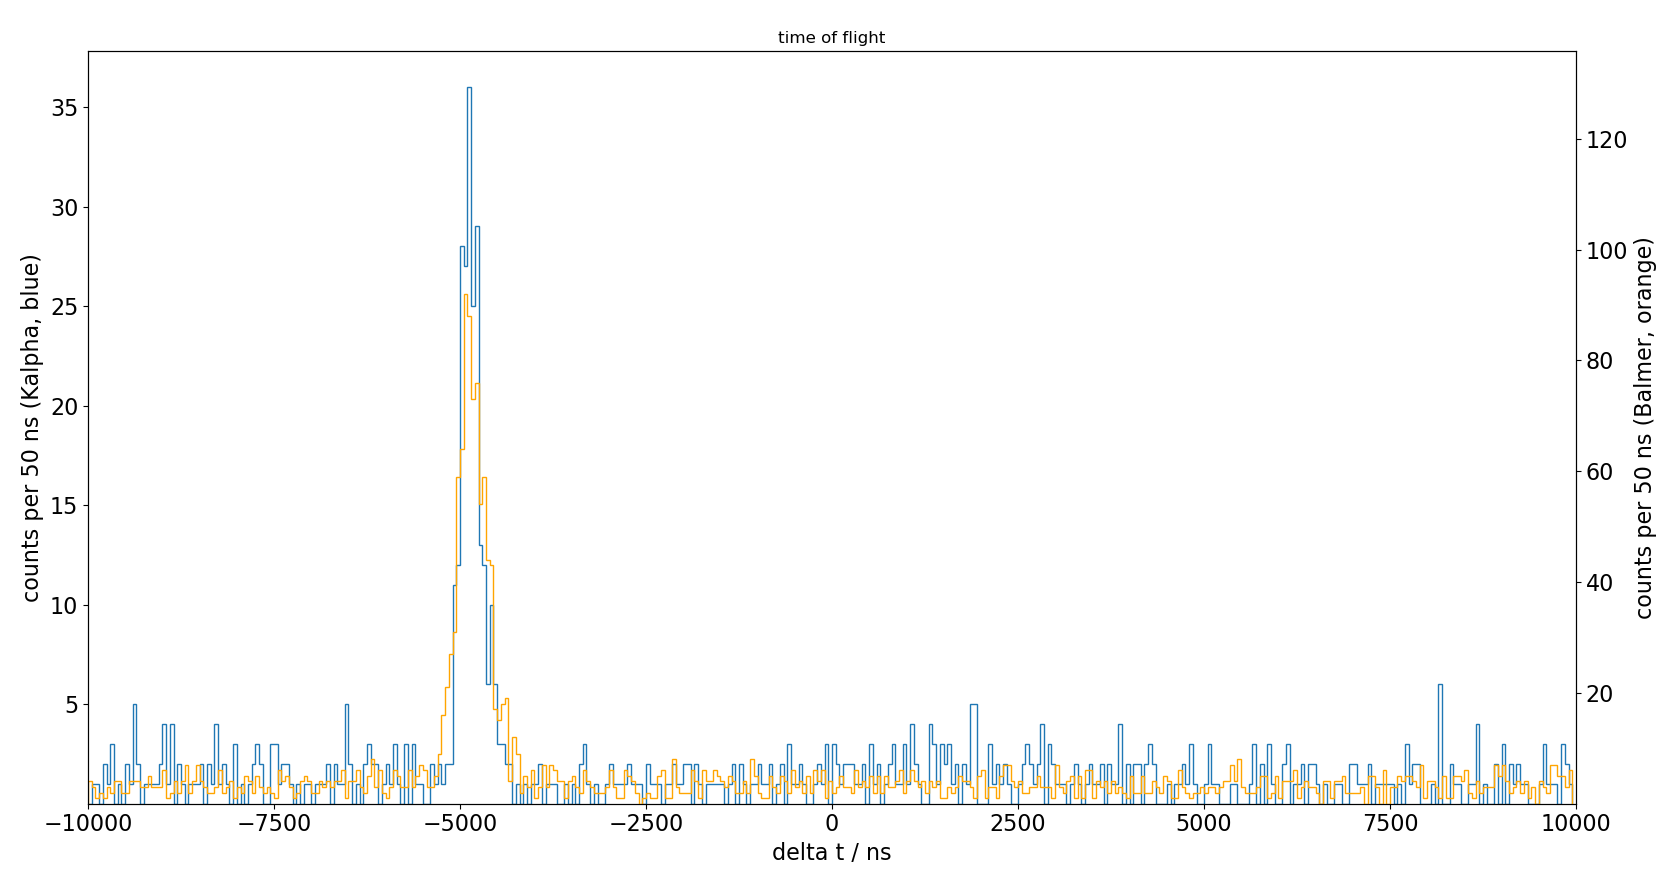 time of flight
counts per 50 ns (Kalpha, blue)
35
30
25
20
15
10
5
120
100
80
60
40
20
counts per 50 ns (Balmer, orange)
−10000 −7500 −5000 −2500 0 2500 5000 7500 10000
delta t / ns